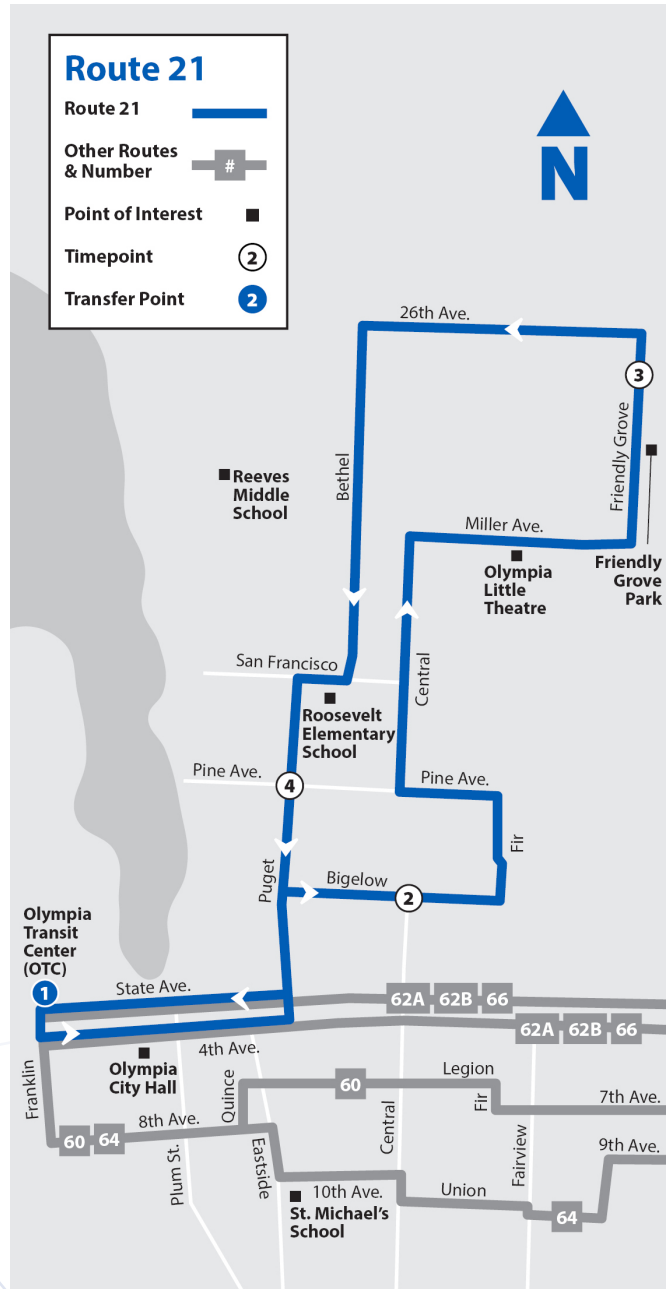 Route 21
Route 21
Other Routes
& Number
#
Point of Interest
Timepoint
2
Transfer Point
2
N
26th Ave.
3
Friendly Grove
Bethel
Reeves
Middle
School
Miller Ave.
Olympia
Little
Theatre
Friendly
Grove
Park
San Francisco
Central
Roosevelt
Elementary
School
Pine Ave.
4
Pine Ave.
Fir
Puget
Bigelow
2
Olympia
Transit
Center
(OTC)
1
State Ave.
62A
62B
66
62A
62B
66
4th Ave.
Olympia
City Hall
Franklin
Quince
60
Legion
Fir
7th Ave.
60
64
8th Ave.
Plum St.
Eastside
Central
Fairview
9th Ave.
10th Ave.
Union
64
St. Michael's
School